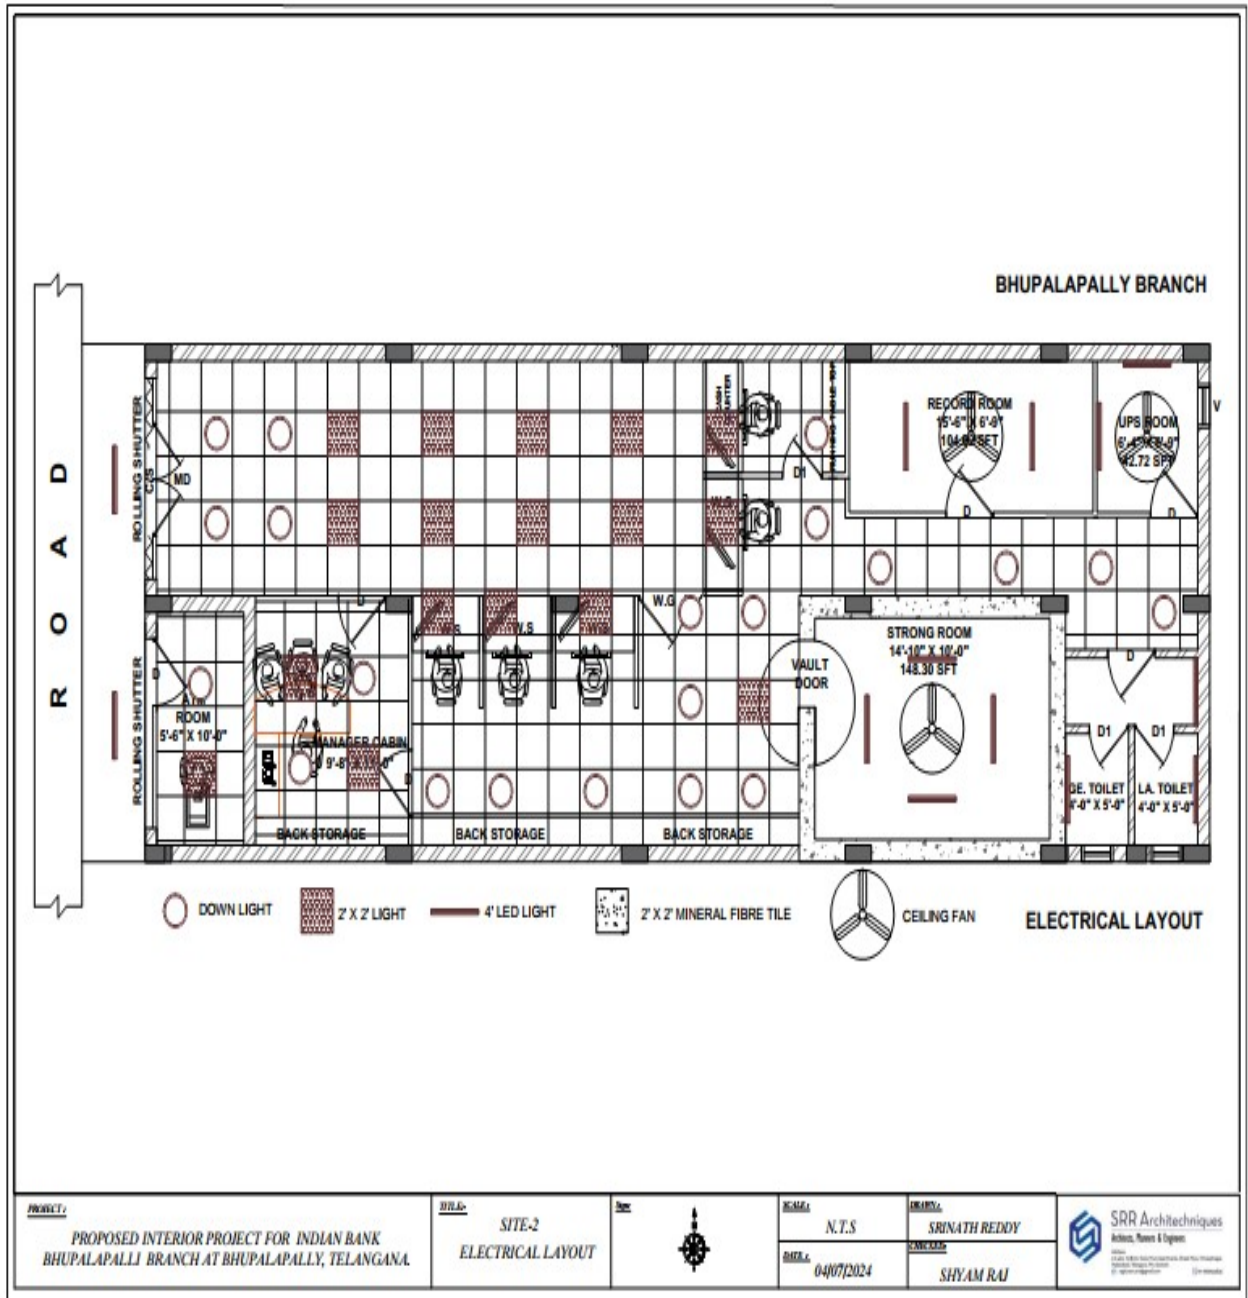 BHUPALAPALLY BRANCH
ROAD
ROLLING SHUTTER
C/S
MD
D1
RECORD ROOM
15'-6" X 6'-9"
D
UPS ROOM
D
V
D
W.G
W.S
D
ROOM
5'-6" X 10'-0"
ROLLING SHUTTER
MANAGER CABIN
D
BACK STORAGE
BACK STORAGE
BACK STORAGE
VAULT
DOOR
STRONG ROOM
14'-10" X 10'-0"
148.30 SFT
D
D1
D1
GE. TOILET
4'-0" X 5'-0"
LA. TOILET
4'-0" X 5'-0"
DOWN LIGHT
2' X 2' LIGHT
4' LED LIGHT
2' X 2' MINERAL FIBRE TILE
CEILING FAN
ELECTRICAL LAYOUT
PROJECT :
PROPOSED INTERIOR PROJECT FOR INDIAN BANK
BHUPALAPALLI BRANCH AT BHUPALAPALLY, TELANGANA.
TITLE:-
SITE-2
ELECTRICAL LAYOUT
SCALE :
N.T.S
DATE :
04/07/2024
DRAWN :
SRINATH REDDY
CHECKED:
SHYAM RAJ
SRR Architechniques
Architects, Planners & Engineers